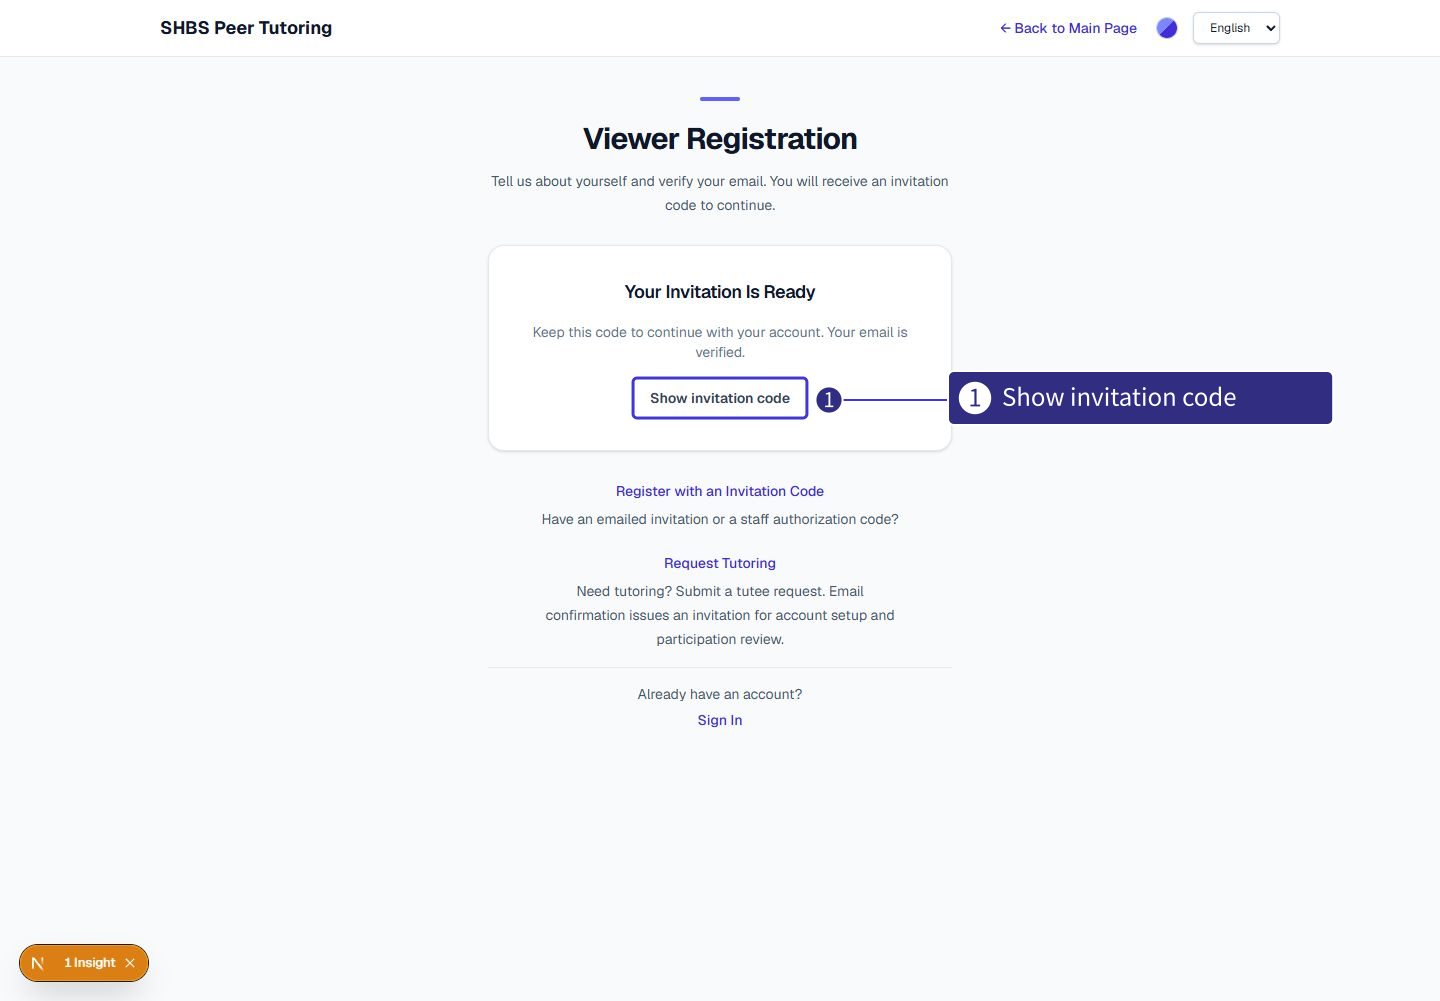 SHBS Peer Tutoring
← Back to Main Page
English
Viewer Registration
Tell us about yourself and verify your email. You will receive an invitation
code to continue.
Your Invitation Is Ready
Keep this code to continue with your account. Your email is
verified.
Show invitation code
1
1 Show invitation code
Register with an Invitation Code
Have an emailed invitation or a staff authorization code?
Request Tutoring
Need tutoring? Submit a tutee request. Email
confirmation issues an invitation for account setup and
participation review.
Already have an account?
Sign In
N 1 Insight ×